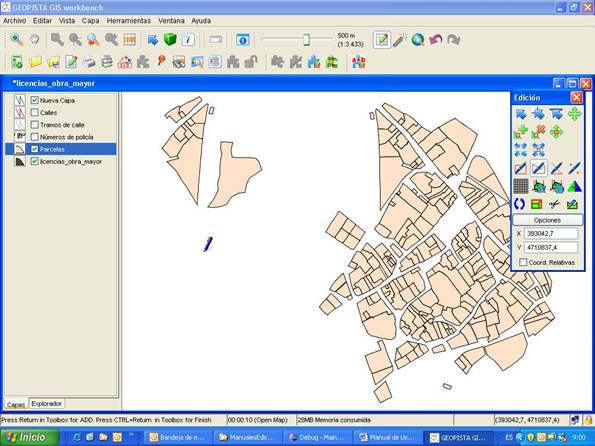 GEOPISTA GIS workbench
Archivo Editar Vista Capa Herramientas Ventana Ayuda
500 m
(1:3.433)
*licencias_obra_mayor
Nueva Capa
Calles
Tramos de calle
Números de policía
Parcelas
licencias_obra_mayor
Edición
Opciones
X 393042,7
Y 4710837,4
Coord. Relativas
Capas Explorador
Press Return in Toolbox for ADD. Press CTRL+Return in Toolbox for Finish 00:00:10 (Open Map) 28MB Memoria consumida (393042,7, 4710837,4)
Inicio Bandeja de e... ManualesEdic... Debug - Main... Manual de Us... GEOPISTA GI... ES 9:00